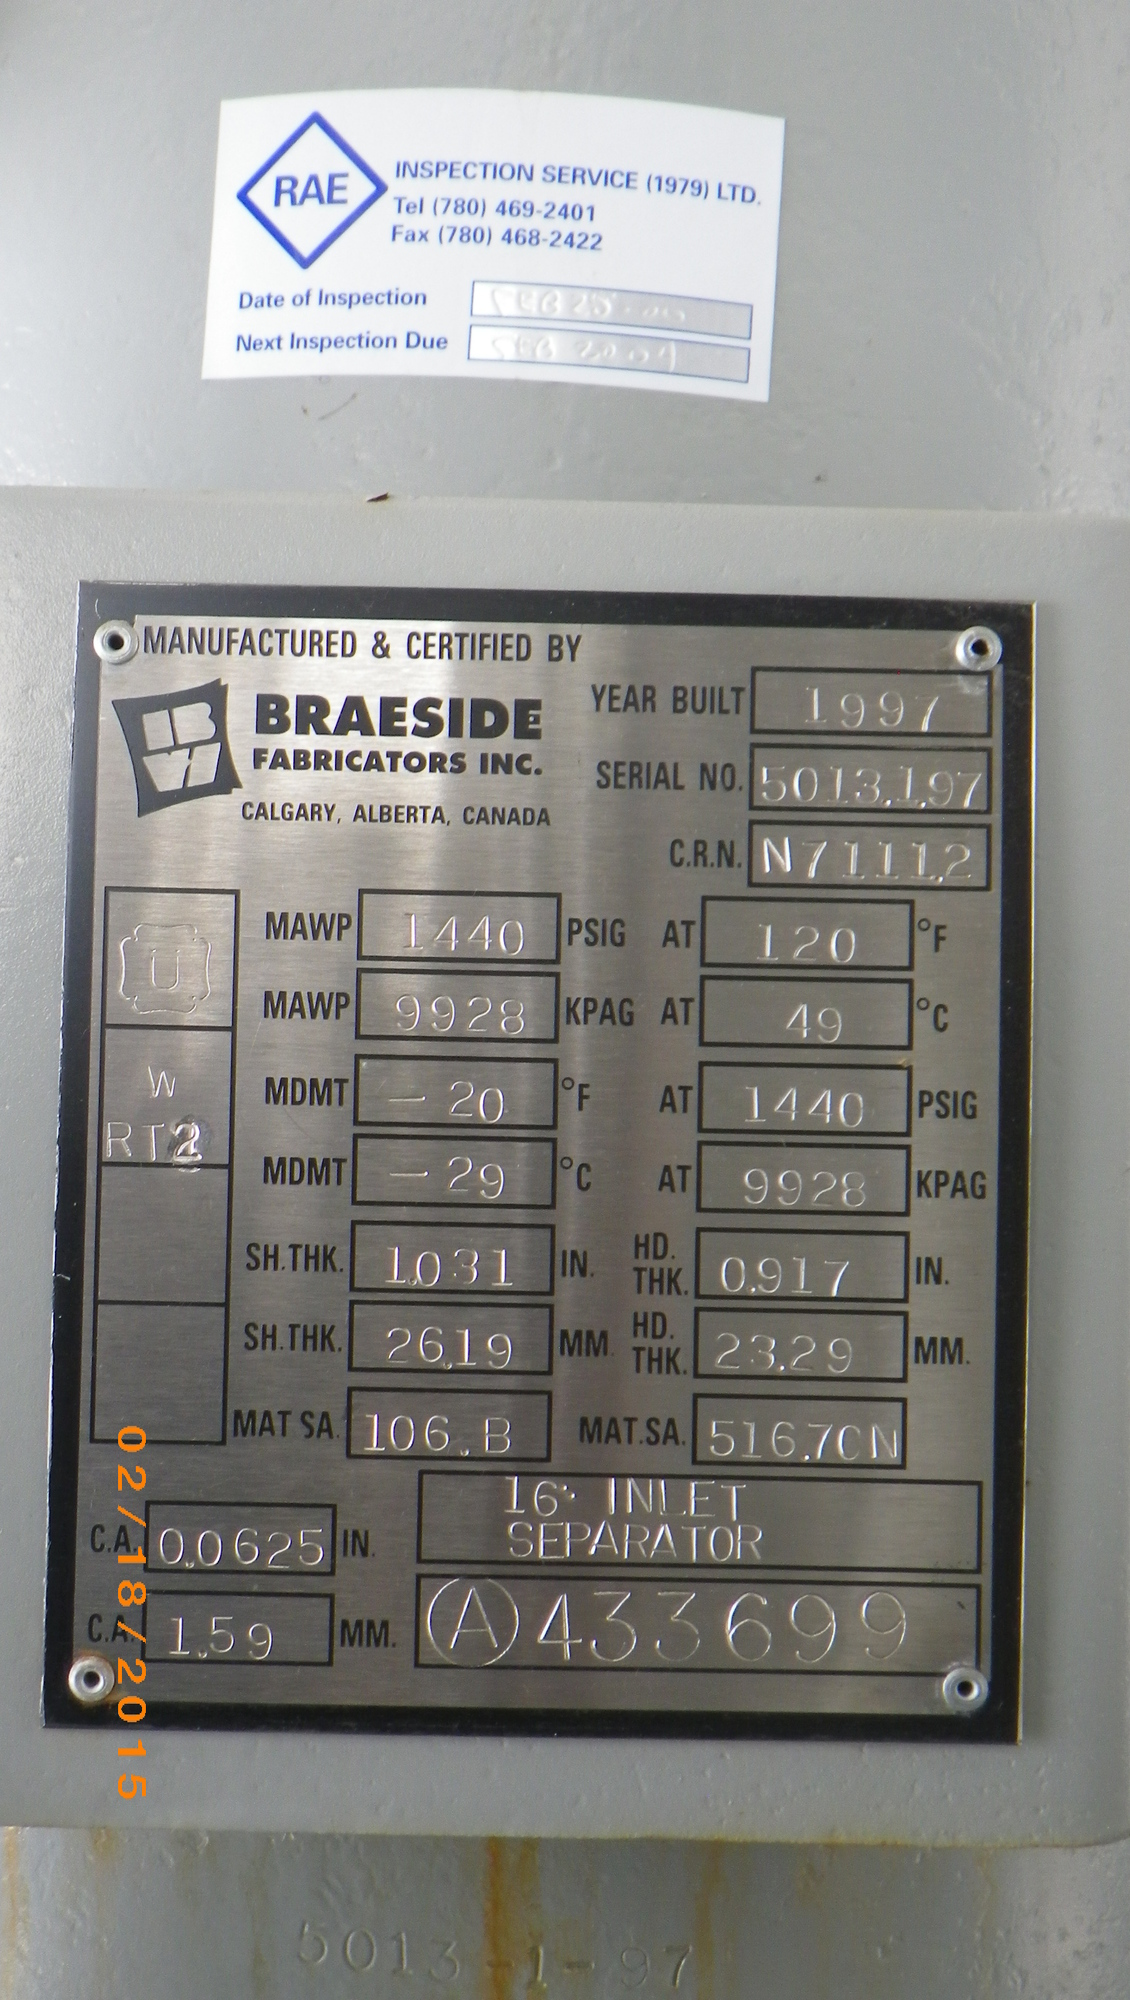 RAE
INSPECTION SERVICE (1979) LTD.
Tel (780) 469-2401
Fax (780) 468-2422
Date of Inspection FEB 25
Next Inspection Due FEB 2009
MANUFACTURED & CERTIFIED BY
BRAESIDE
FABRICATORS INC.
CALGARY, ALBERTA, CANADA
YEAR BUILT 1997
SERIAL NO. 5013.1.97
C.R.N. N7111.2
U
W
RT2
MAWP 1440 PSIG AT 120 °F
MAWP 9928 KPAG AT 49 °C
MDMT - 20 °F AT 1440 PSIG
MDMT - 29 °C AT 9928 KPAG
SH.THK. 1.031 IN. HD. THK. 0.917 IN.
SH.THK. 26.19 MM. HD. THK. 23.29 MM.
MAT SA. 106.B MAT.SA. 516.70N
16" INLET
SEPARATOR
C.A. 0.0625 IN.
C.A. 1.59 MM.
A 433699
02/18/2015
5013-1-97